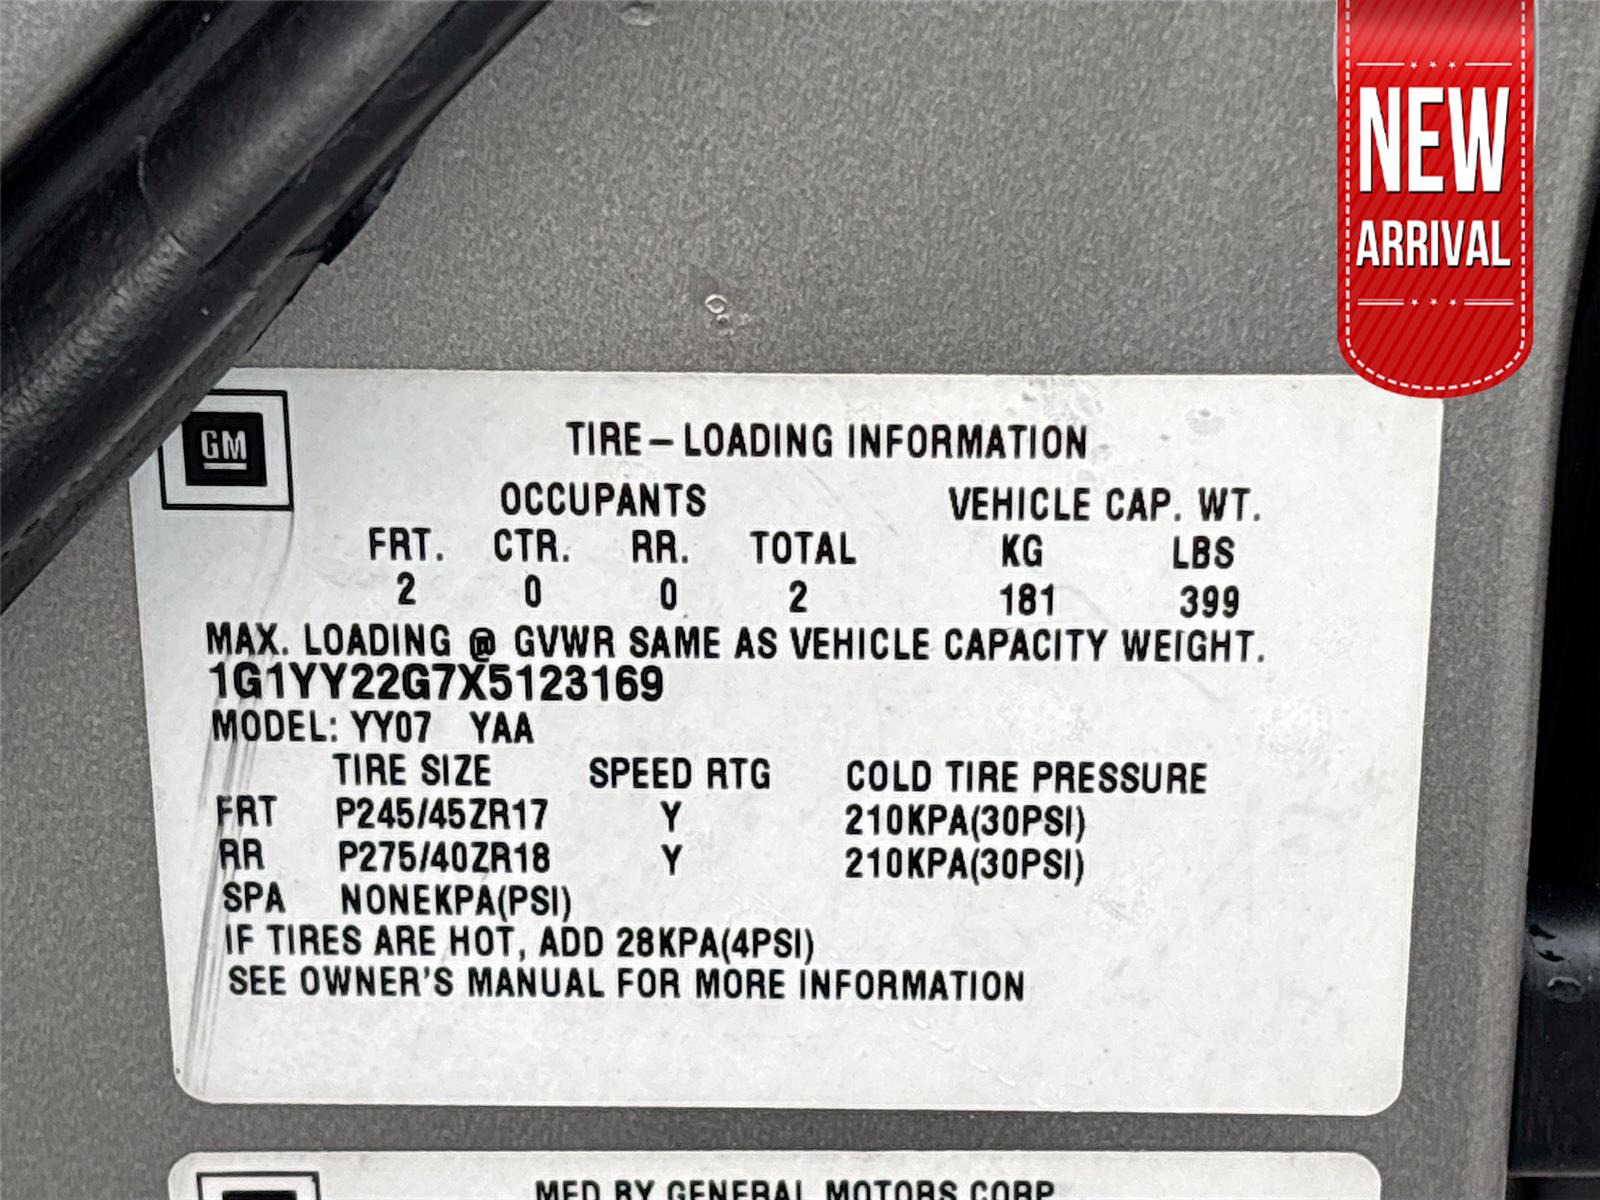 NEW
ARRIVAL
GM
TIRE–LOADING INFORMATION
OCCUPANTS VEHICLE CAP. WT.
FRT. CTR. RR. TOTAL KG LBS
2 0 0 2 181 399
MAX. LOADING @ GVWR SAME AS VEHICLE CAPACITY WEIGHT.
1G1YY22G7X5123169
MODEL: YY07 YAA
TIRE SIZE SPEED RTG COLD TIRE PRESSURE
FRT P245/45ZR17 Y 210KPA(30PSI)
RR P275/40ZR18 Y 210KPA(30PSI)
SPA NONEKPA(PSI)
IF TIRES ARE HOT, ADD 28KPA(4PSI)
SEE OWNER'S MANUAL FOR MORE INFORMATION
MFD BY GENERAL MOTORS CORP